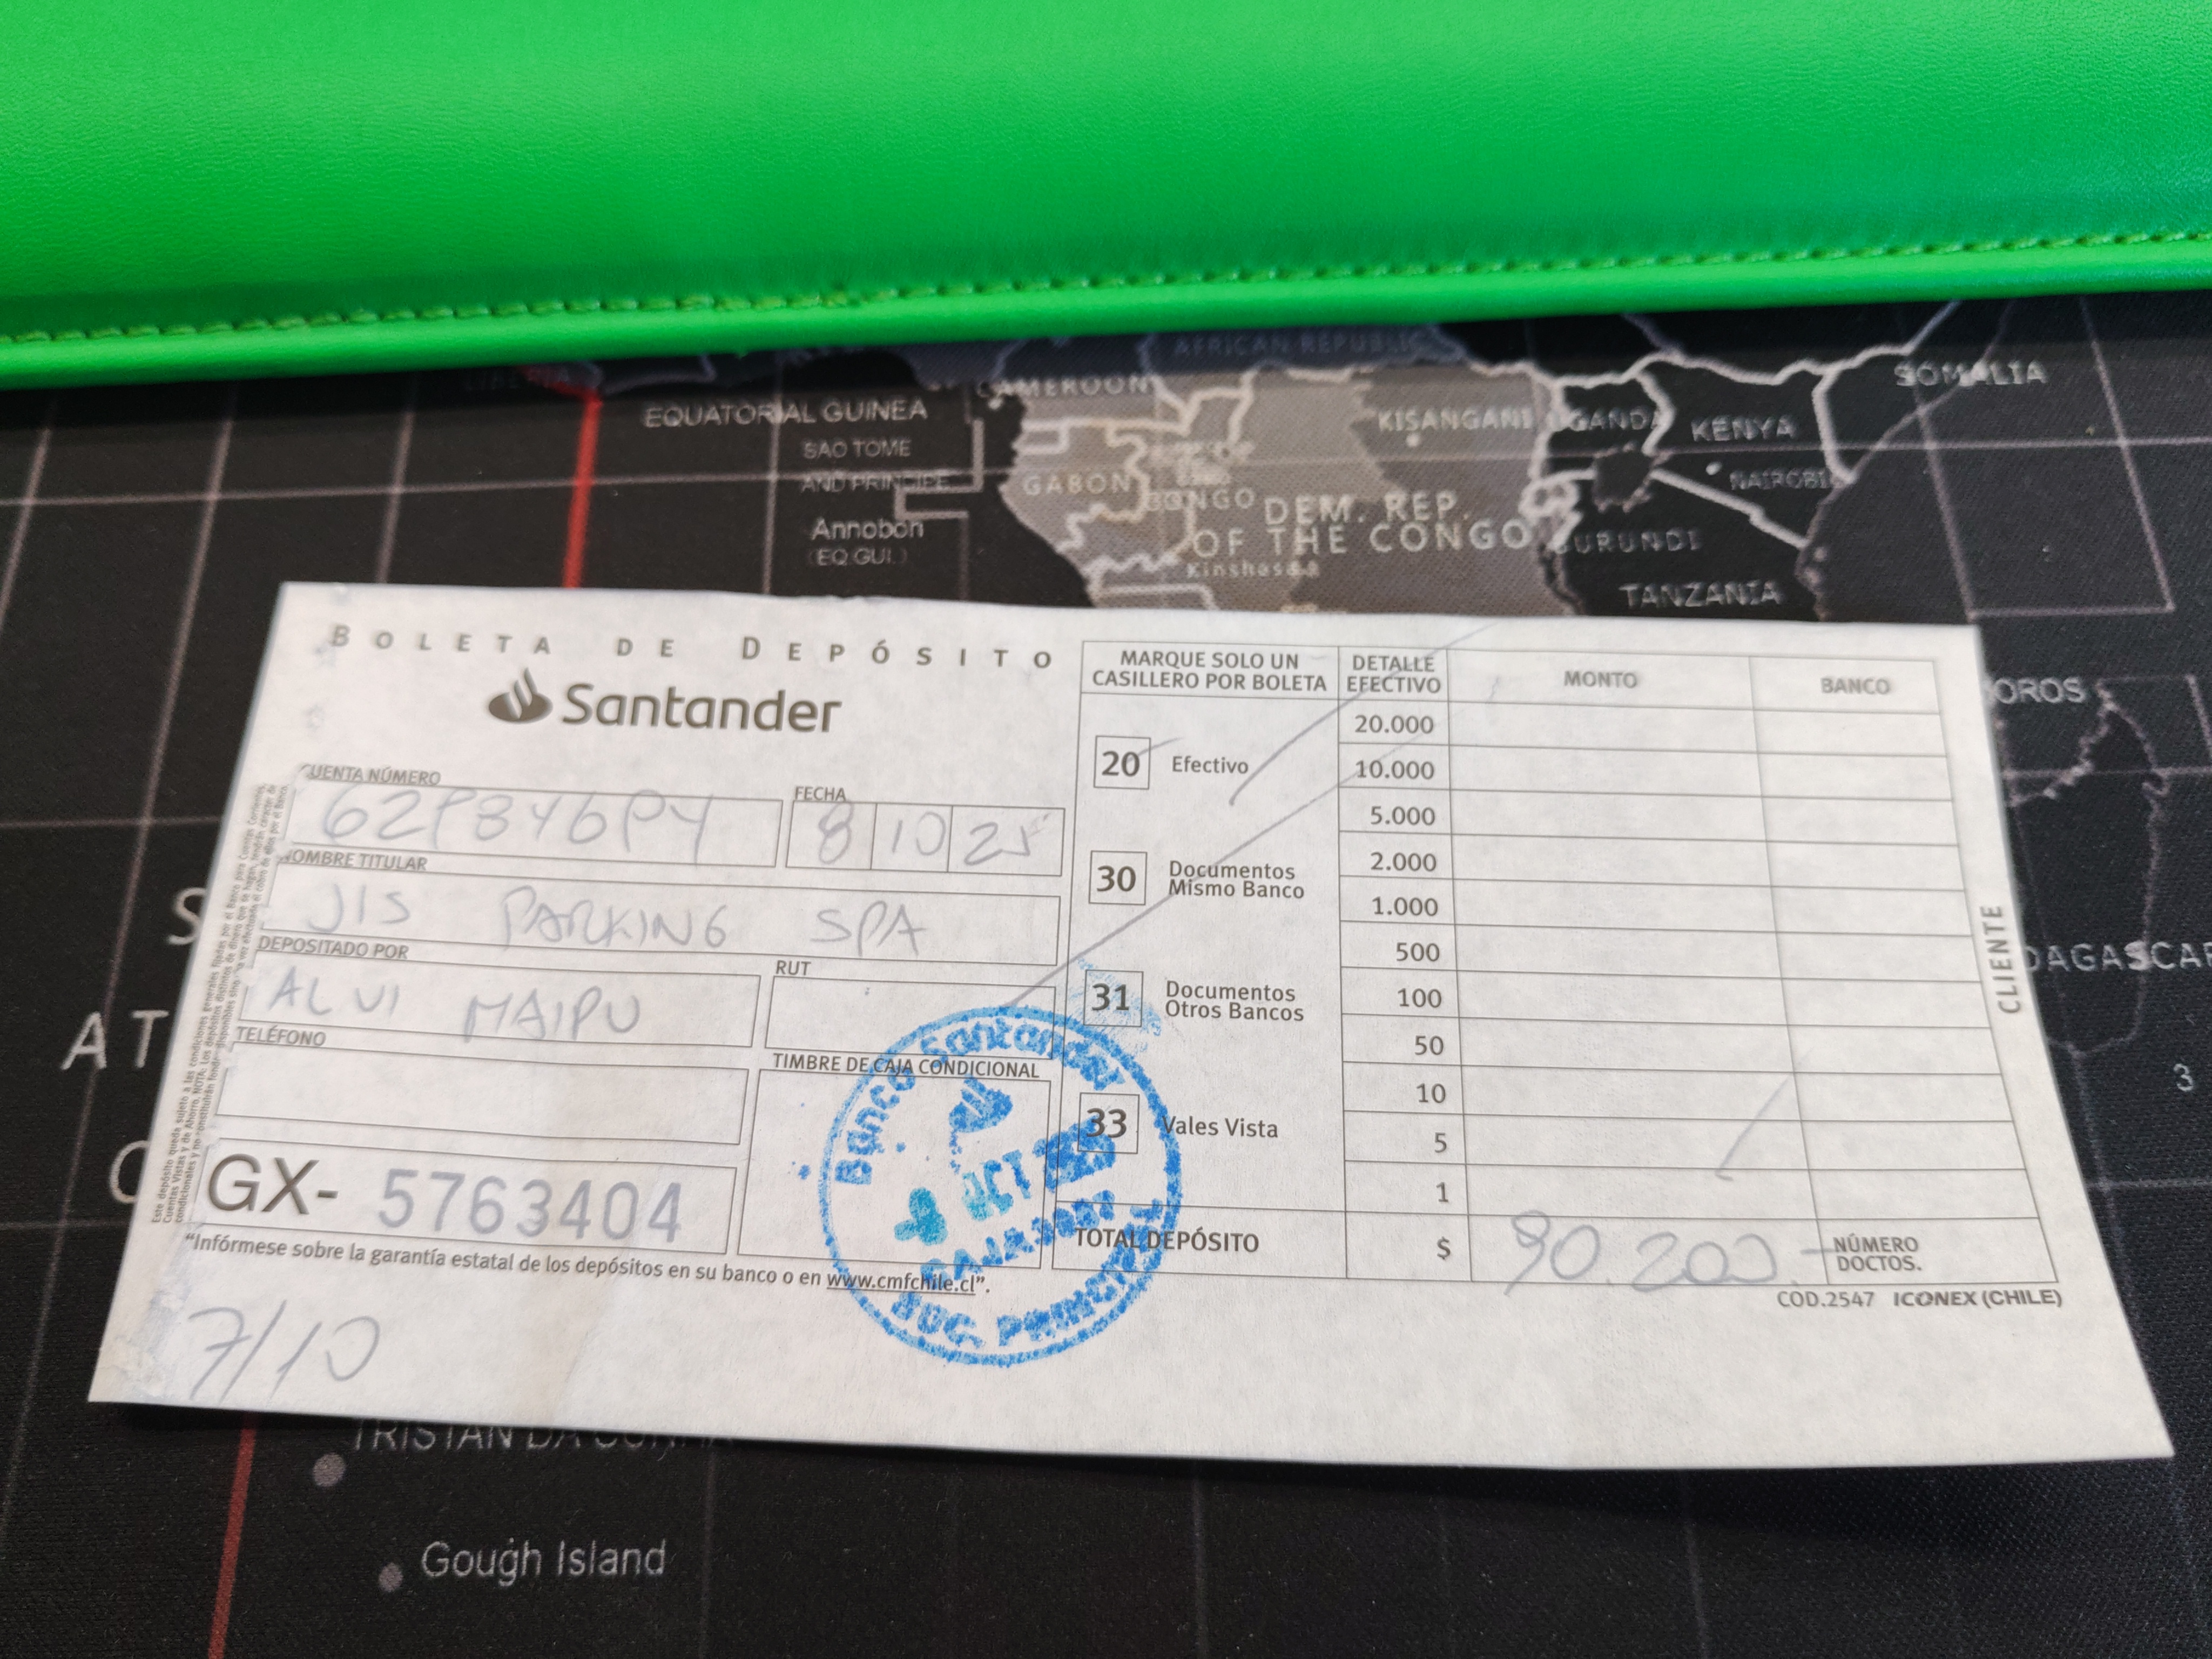 AFRICAN REPUBLIC
CAMEROON
SOMALIA
EQUATORIAL GUINEA
KISANGANI
KENYA
SAO TOME
AND PRINCIPE
GABON
CONGO
NAIROBI
Annobón
(EQ.GUI.)
DEM. REP.
OF THE CONGO
Kinshasa
TANZANIA
BOLETA DE DEPÓSITO
Santander
CUENTA NÚMERO
FECHA
8 10 25
NOMBRE TITULAR
JIS PARKING SPA
DEPOSITADO POR
RUT
ALVI MAIPU
TELÉFONO
TIMBRE DE CAJA CONDICIONAL
GX- 5763404
"Infórmese sobre la garantía estatal de los depósitos en su banco o en www.cmfchile.cl".
7/10
Banco Santander
OCT
SUC. PRINCIPAL
MARQUE SOLO UN
CASILLERO POR BOLETA
DETALLE
EFECTIVO
MONTO
BANCO
20 Efectivo
30 Documentos
Mismo Banco
31 Documentos
Otros Bancos
33 Vales Vista
20.000
10.000
5.000
2.000
1.000
500
100
50
10
5
1
TOTAL DEPÓSITO $ 90.200.-
NÚMERO
DOCTOS.
COD.2547 ICONEX (CHILE)
CLIENTE
3
Gough Island